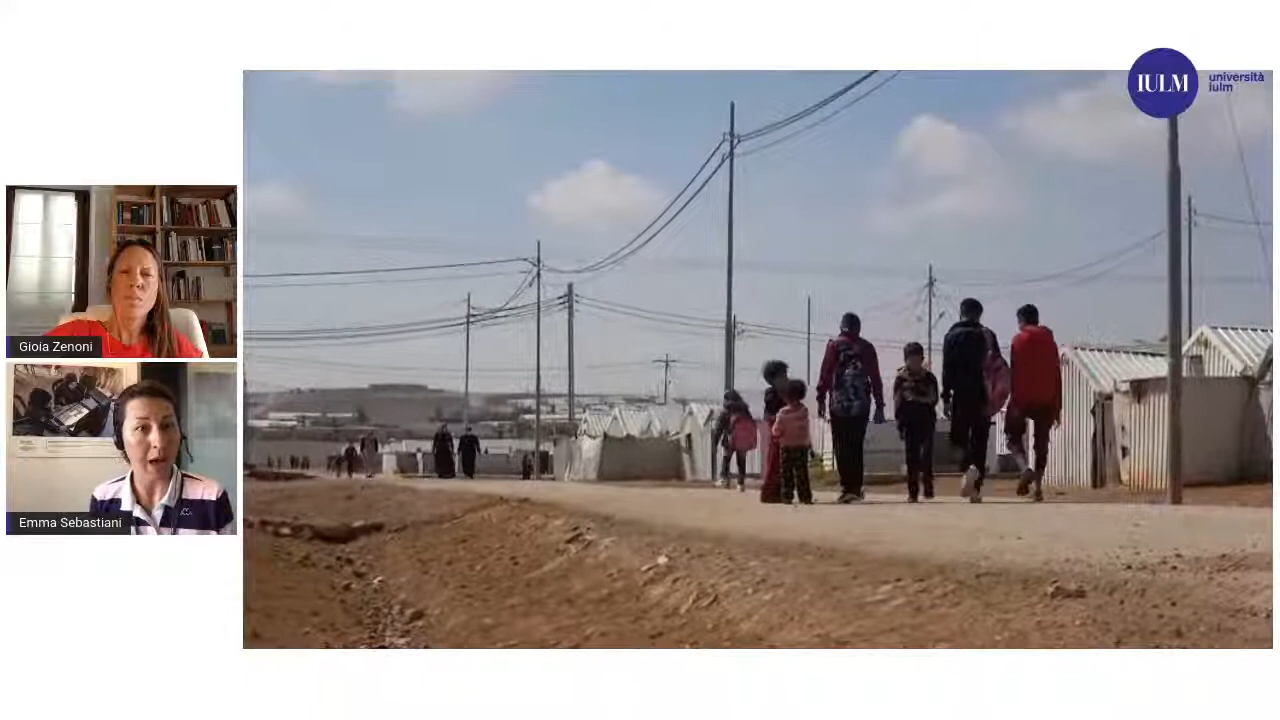 IULM
università
iulm
Gioia Zenoni
Emma Sebastiani